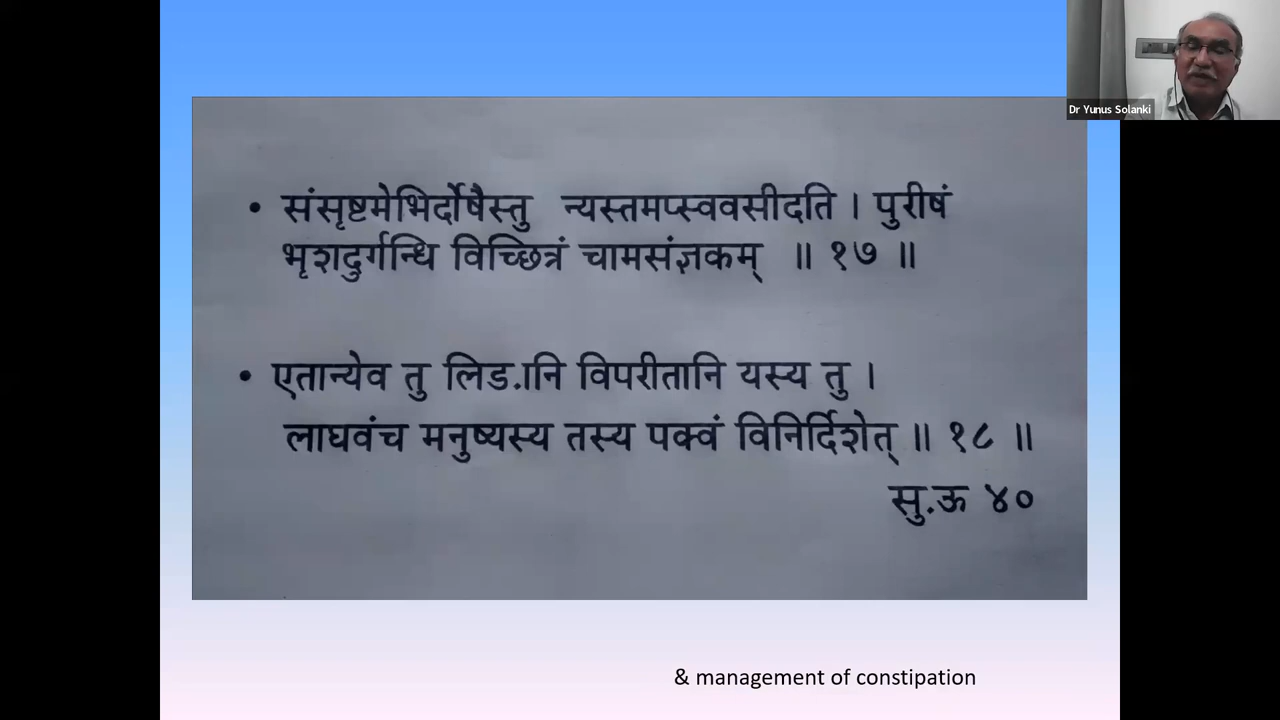 Dr Yunus Solanki
• संसृष्टमेभिर्दोषैस्तु न्यस्तमप्स्ववसीदति । पुरीषं
भृशदुर्गन्धि विच्छित्रं चामसंज्ञकम् ॥ १७ ॥
• एतान्येव तु लिङ.ानि विपरीतानि यस्य तु ।
लाघवंच मनुष्यस्य तस्य पक्वं विनिर्दिशेत् ॥ १८ ॥
सु.ऊ ४०
& management of constipation